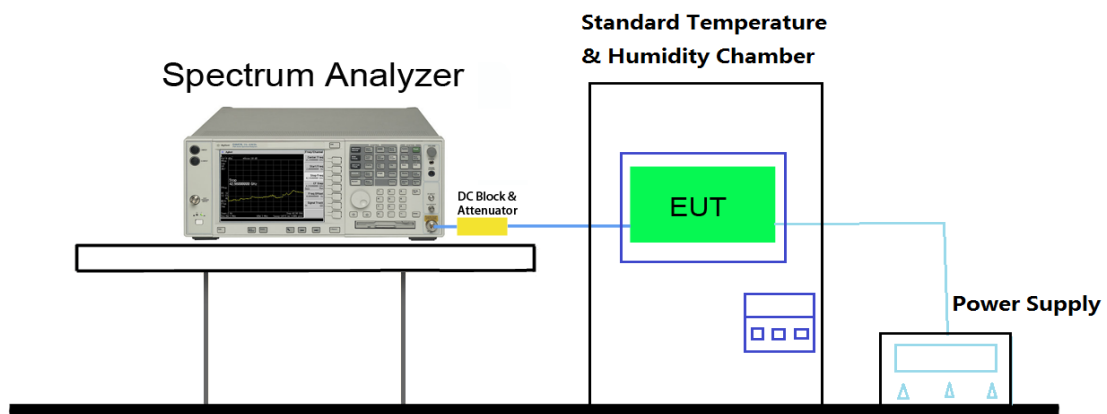 Standard Temperature
& Humidity Chamber
Spectrum Analyzer
DC Block &
Attenuator
EUT
Power Supply